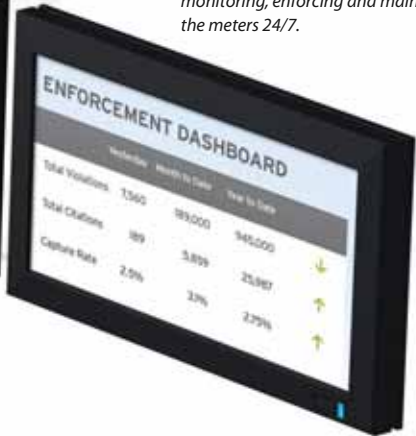 monitoring, enforcing and main
the meters 24/7.
ENFORCEMENT DASHBOARD
Yesterday Month to Date Year to Date
Total Violations 7,560 189,000 945,000 ↓
Total Citations 189 5,859 25,987 ↑
Capture Rate 2.5% 3.1% 2.75% ↑